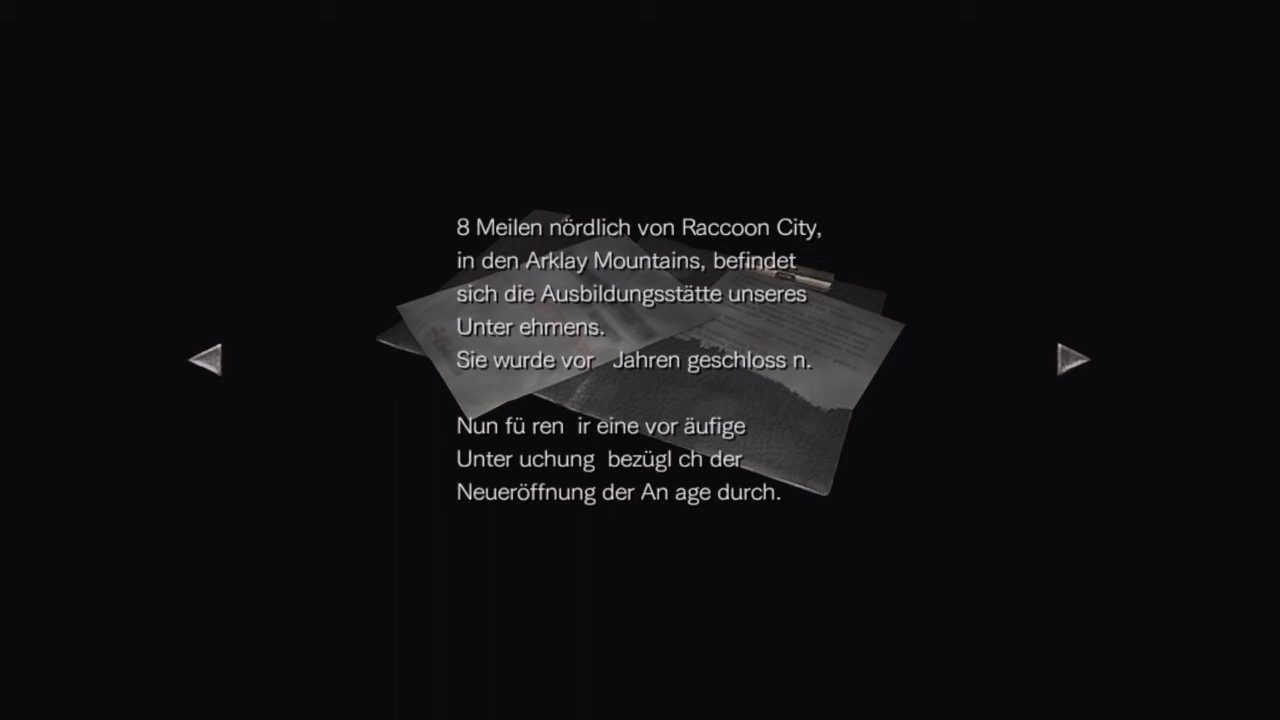 8 Meilen nördlich von Raccoon City,
in den Arklay Mountains, befindet
sich die Ausbildungsstätte unseres
Unter ehmens.
Sie wurde vor   Jahren geschloss n.
Nun fü ren  ir eine vor äufige
Unter uchung  bezügl ch der
Neueröffnung der An age durch.